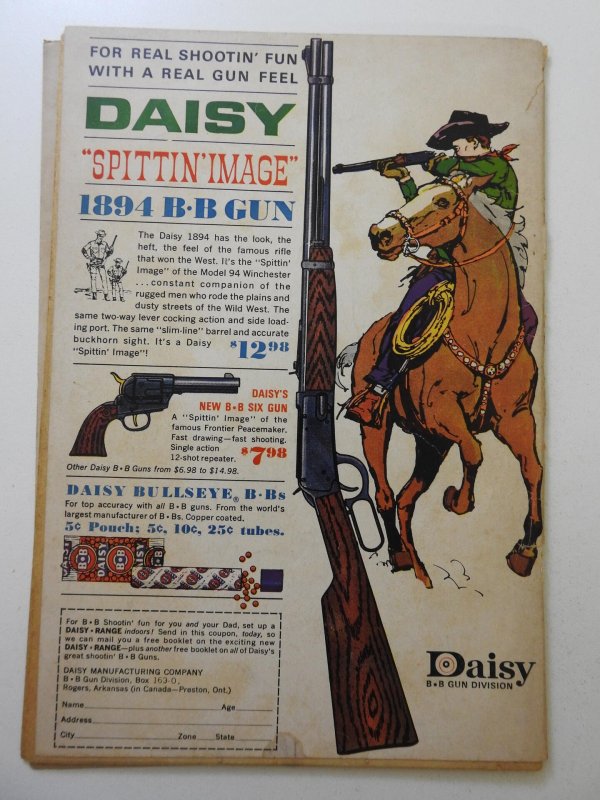 FOR REAL SHOOTIN' FUN
WITH A REAL GUN FEEL
DAISY
"SPITTIN' IMAGE"
1894 B•B GUN
The Daisy 1894 has the look, the
heft, the feel of the famous rifle
that won the West. It's the "Spittin'
Image" of the Model 94 Winchester
...constant companion of the
rugged men who rode the plains and
dusty streets of the Wild West. The
same two-way lever cocking action and side load-
ing port. The same "slim-line" barrel and accurate
buckhorn sight. It's a Daisy
"Spittin' Image"!
$12.98
DAISY'S
NEW B•B SIX GUN
A "Spittin' Image" of the
famous Frontier Peacemaker.
Fast drawing—fast shooting.
Single action
12-shot repeater.
$7.98
Other Daisy B•B Guns from $6.98 to $14.98.
DAISY BULLSEYE® B•Bs
For top accuracy with all B•B guns. From the world's
largest manufacturer of B•Bs. Copper coated.
5¢ Pouch; 5¢, 10¢, 25¢ tubes.
DAISY
B•B
For B•B Shootin' fun for you and your Dad, set up a
DAISY•RANGE indoors! Send in this coupon, today, so
we can mail you a free booklet on the exciting new
DAISY•RANGE—plus another free booklet on all of Daisy's
great shootin' B•B Guns.
DAISY MANUFACTURING COMPANY
B•B Gun Division, Box 163-O,
Rogers, Arkansas (in Canada—Preston, Ont.)
Name Age
Address
City Zone State
Daisy
B•B GUN DIVISION